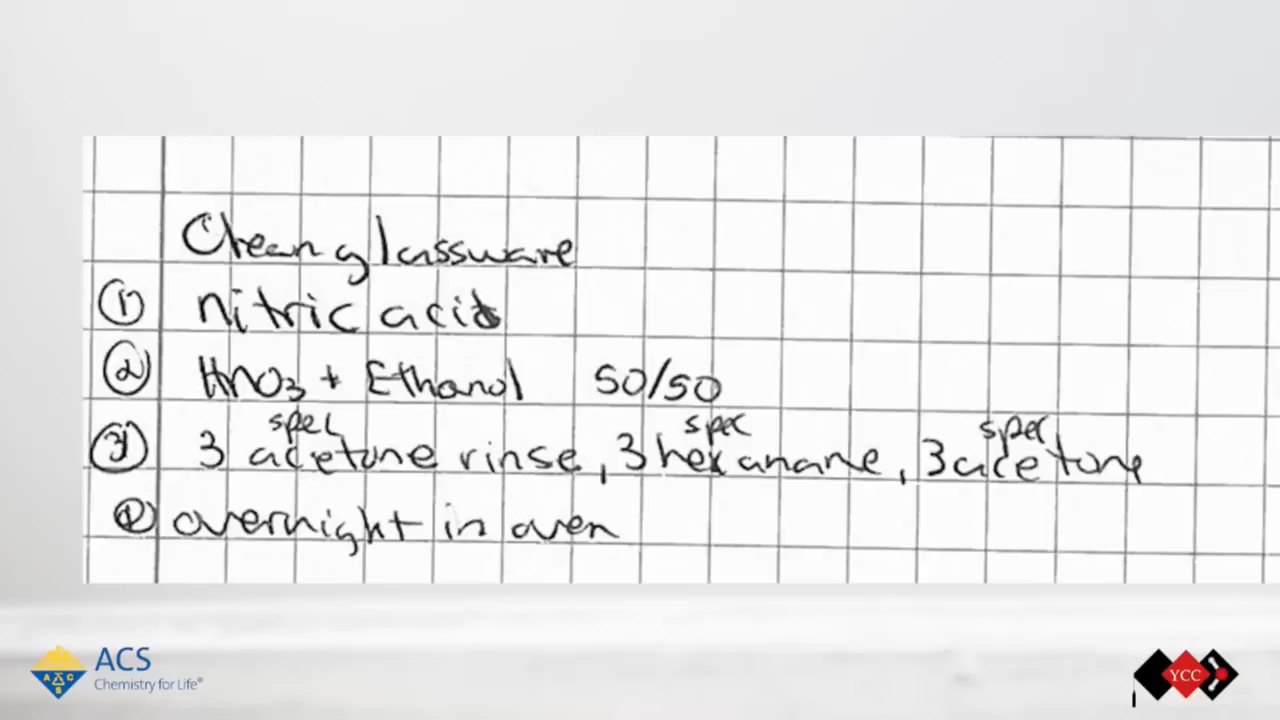 Clean glassware
① nitric acid
② HNO3 + Ethanol 50/50
spec spec spec
③ 3 acetone rinse, 3 hexanane, 3 acetone
④ overnight in oven
ACS
Chemistry for Life®
A C S
YCC